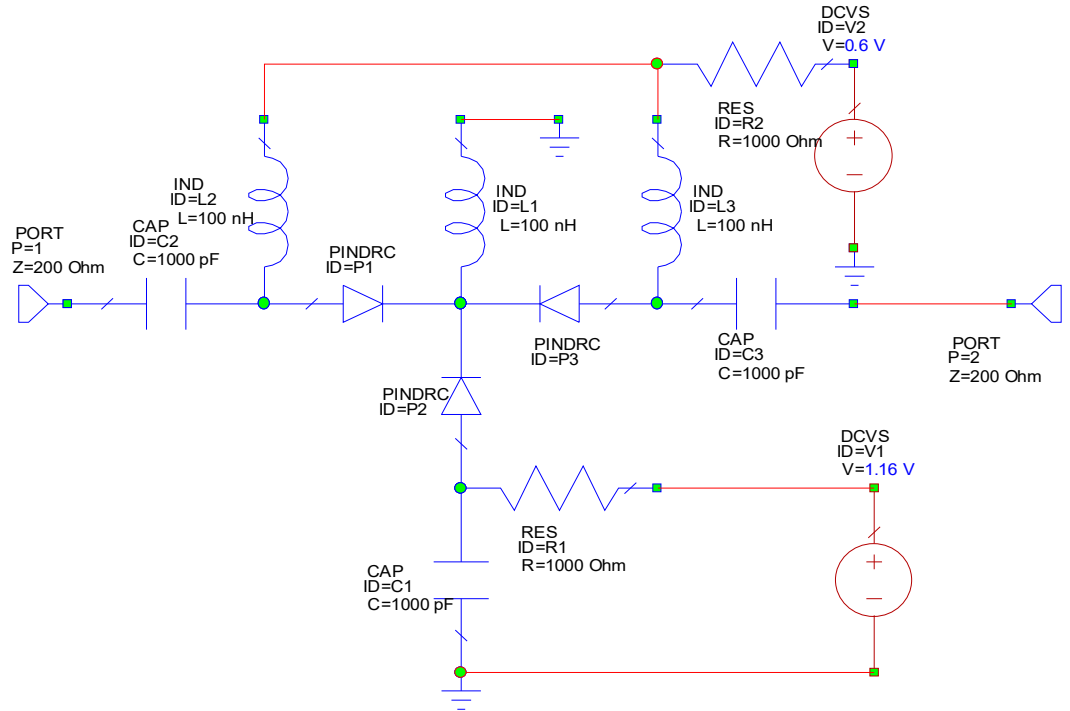 DCVS
ID=V2
V=0.6 V
RES
ID=R2
R=1000 Ohm
IND
ID=L2
L=100 nH
IND
ID=L1
L=100 nH
IND
ID=L3
L=100 nH
PORT
P=1
Z=200 Ohm
CAP
ID=C2
C=1000 pF
PINDRC
ID=P1
PINDRC
ID=P3
CAP
ID=C3
C=1000 pF
PORT
P=2
Z=200 Ohm
PINDRC
ID=P2
DCVS
ID=V1
V=1.16 V
RES
ID=R1
R=1000 Ohm
CAP
ID=C1
C=1000 pF